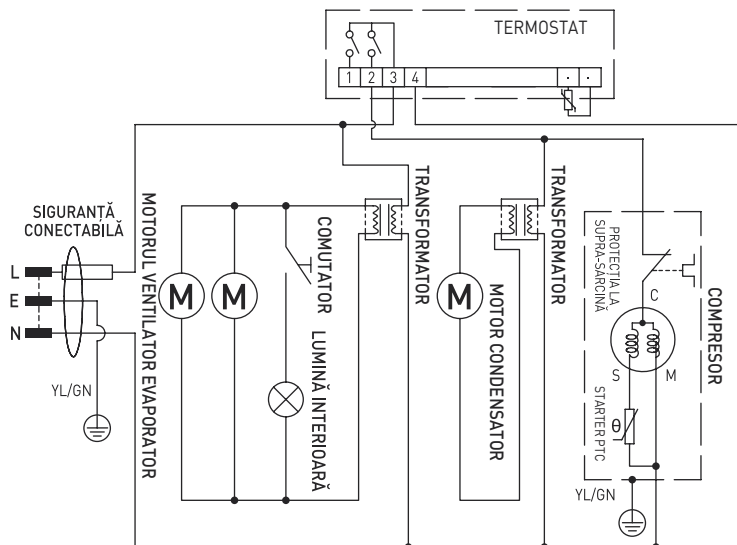 TERMOSTAT
1 2 3 4
SIGURANȚĂ
CONECTABILĂ
L
E
N
YL/GN
MOTORUL VENTILATOR EVAPORATOR
M
M
COMUTATOR
LUMINĂ INTERIOARĂ
TRANSFORMATOR
M
MOTOR CONDENSATOR
TRANSFORMATOR
PROTECȚIA LA
SUPRA-SARCINĂ
C
S
M
STARTER PTC
θ
YL/GN
COMPRESOR